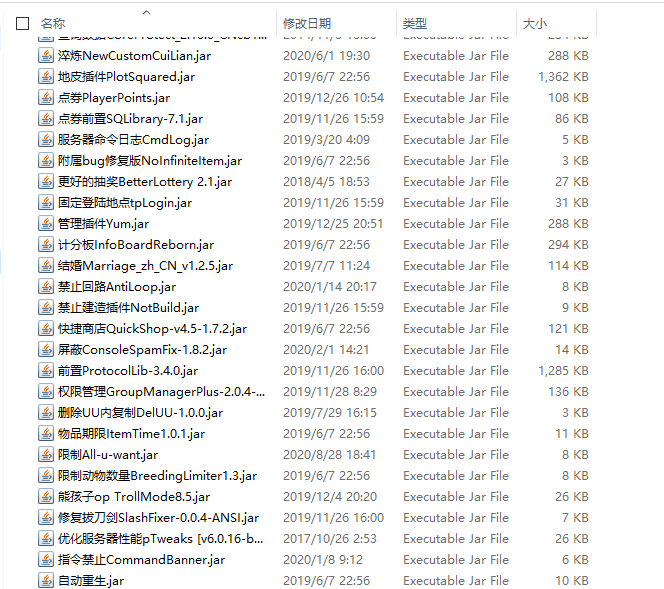 名称 修改日期 类型 大小
淬炼NewCustomCuiLian.jar 2020/6/1 19:30 Executable Jar File 288 KB
地皮插件PlotSquared.jar 2019/6/7 22:56 Executable Jar File 1,362 KB
点券PlayerPoints.jar 2019/12/26 10:54 Executable Jar File 108 KB
点券前置SQLibrary-7.1.jar 2019/11/26 15:59 Executable Jar File 86 KB
服务器命令日志CmdLog.jar 2019/3/20 4:09 Executable Jar File 5 KB
附属bug修复版NoInfiniteItem.jar 2019/6/7 22:56 Executable Jar File 3 KB
更好的抽奖BetterLottery 2.1.jar 2018/4/5 18:53 Executable Jar File 27 KB
固定登陆地点tpLogin.jar 2019/11/26 15:59 Executable Jar File 31 KB
管理插件Yum.jar 2019/12/25 20:51 Executable Jar File 288 KB
计分板InfoBoardReborn.jar 2019/6/7 22:56 Executable Jar File 294 KB
结婚Marriage_zh_CN_v1.2.5.jar 2019/7/7 11:24 Executable Jar File 114 KB
禁止回路AntiLoop.jar 2020/1/14 20:17 Executable Jar File 8 KB
禁止建造插件NotBuild.jar 2019/11/26 15:59 Executable Jar File 9 KB
快捷商店QuickShop-v4.5-1.7.2.jar 2019/6/7 22:56 Executable Jar File 121 KB
屏蔽ConsoleSpamFix-1.8.2.jar 2020/2/1 14:21 Executable Jar File 14 KB
前置ProtocolLib-3.4.0.jar 2019/11/26 16:00 Executable Jar File 1,285 KB
权限管理GroupManagerPlus-2.0.4-... 2019/11/28 8:29 Executable Jar File 136 KB
删除UU内复制DelUU-1.0.0.jar 2019/7/29 16:15 Executable Jar File 3 KB
物品期限ItemTime1.0.1.jar 2019/6/7 22:56 Executable Jar File 11 KB
限制All-u-want.jar 2020/8/28 18:41 Executable Jar File 8 KB
限制动物数量BreedingLimiter1.3.jar 2019/6/7 22:56 Executable Jar File 8 KB
熊孩子op TrollMode8.5.jar 2019/12/4 20:20 Executable Jar File 26 KB
修复拔刀剑SlashFixer-0.0.4-ANSI.jar 2019/11/26 16:00 Executable Jar File 7 KB
优化服务器性能pTweaks [v6.0.16-b... 2017/10/26 2:53 Executable Jar File 26 KB
指令禁止CommandBanner.jar 2020/1/8 9:12 Executable Jar File 6 KB
自动重生.jar 2019/6/7 22:56 Executable Jar File 10 KB